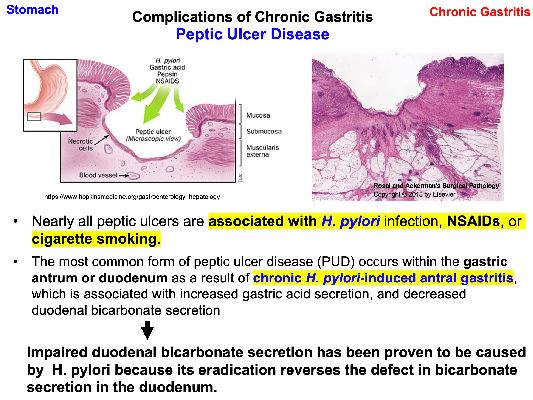 Stomach
Complications of Chronic Gastritis
Chronic Gastritis
Peptic Ulcer Disease
H. pylori
Gastric acid
Pepsin
NSAIDS
Peptic ulcer
(Microscopic view)
Necrotic
cells
Blood vessel
Mucosa
Submucosa
Muscularis
externa
https://www.hopkinsmedicine.org/gastroenterology_hepatology/
Rosai and Ackerman's Surgical Pathology
Copyright © 2018 by Elsevier
• Nearly all peptic ulcers are associated with H. pylori infection, NSAIDs, or
cigarette smoking.
• The most common form of peptic ulcer disease (PUD) occurs within the gastric
antrum or duodenum as a result of chronic H. pylori-induced antral gastritis,
which is associated with increased gastric acid secretion, and decreased
duodenal bicarbonate secretion
Impaired duodenal bicarbonate secretion has been proven to be caused
by H. pylori because its eradication reverses the defect in bicarbonate
secretion in the duodenum.